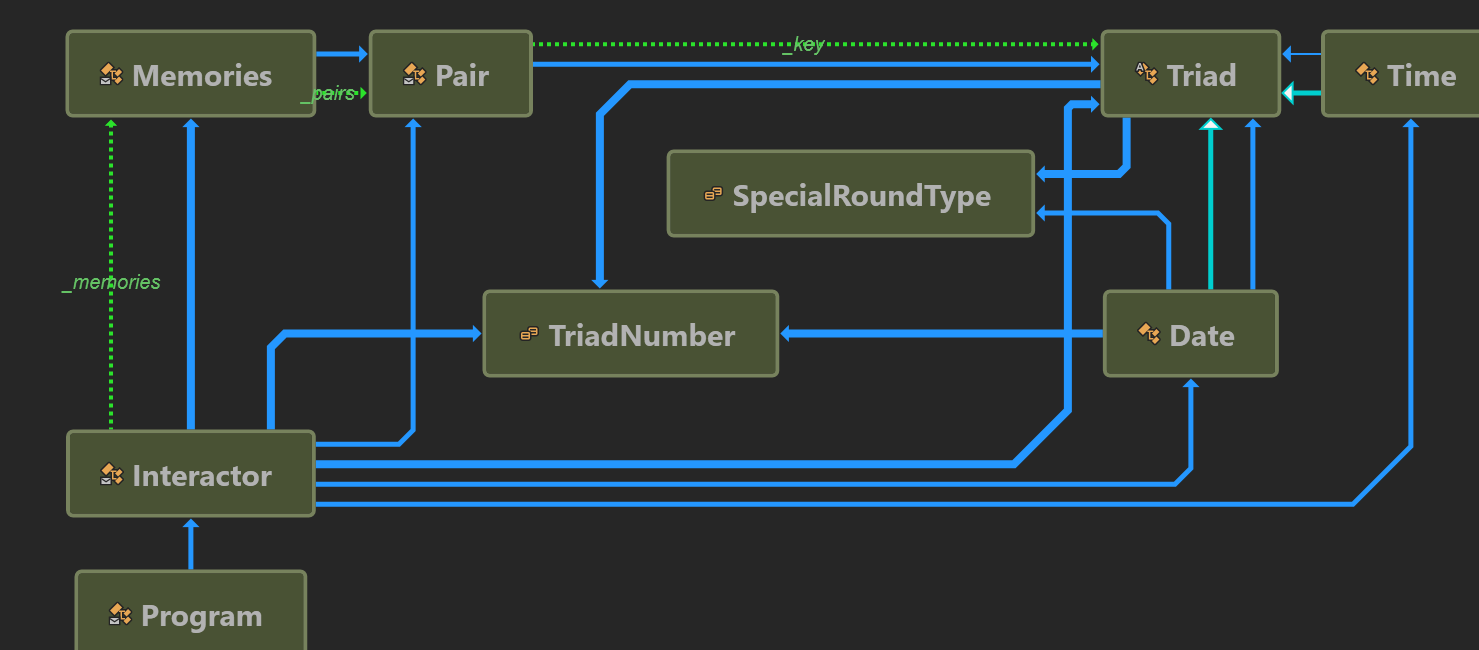 Memories
Pair
_key
Triad
Time
_pairs
SpecialRoundType
_memories
TriadNumber
Date
Interactor
Program